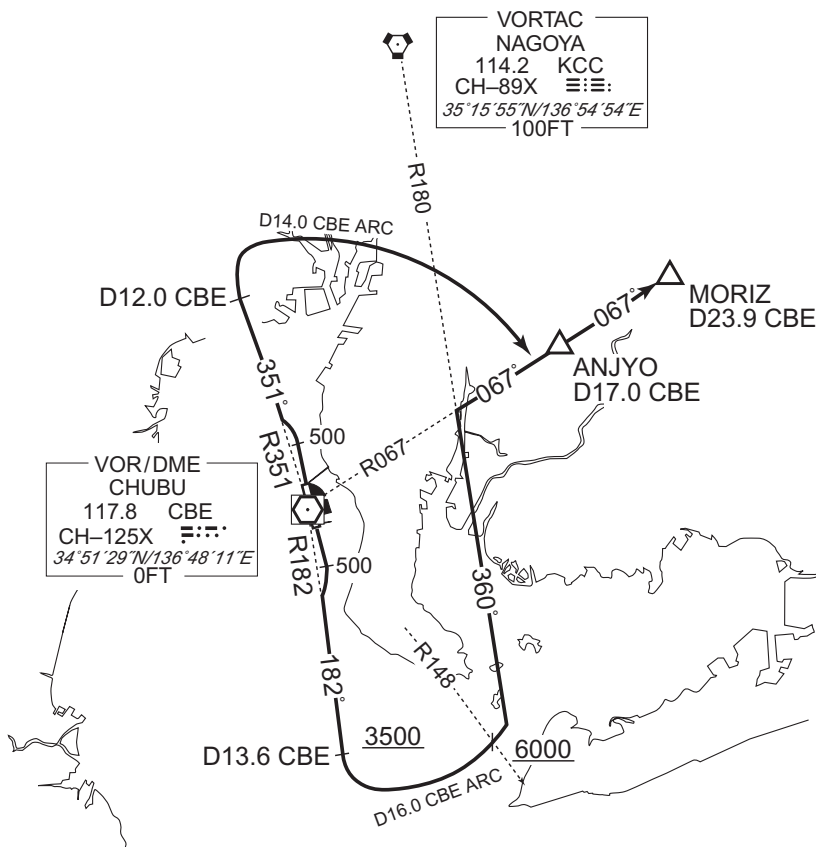 VORTAC
NAGOYA
114.2 KCC
CH–89X
35°15´55˝N/136°54´54˝E
100FT
R180
D14.0 CBE ARC
D12.0 CBE
067°
MORIZ
D23.9 CBE
ANJYO
D17.0 CBE
067°
351°
R351
500
R067
VOR/DME
CHUBU
117.8 CBE
CH–125X
34°51´29˝N/136°48´11˝E
0FT
R182
500
360°
182°
R148
3500
6000
D13.6 CBE
D16.0 CBE ARC